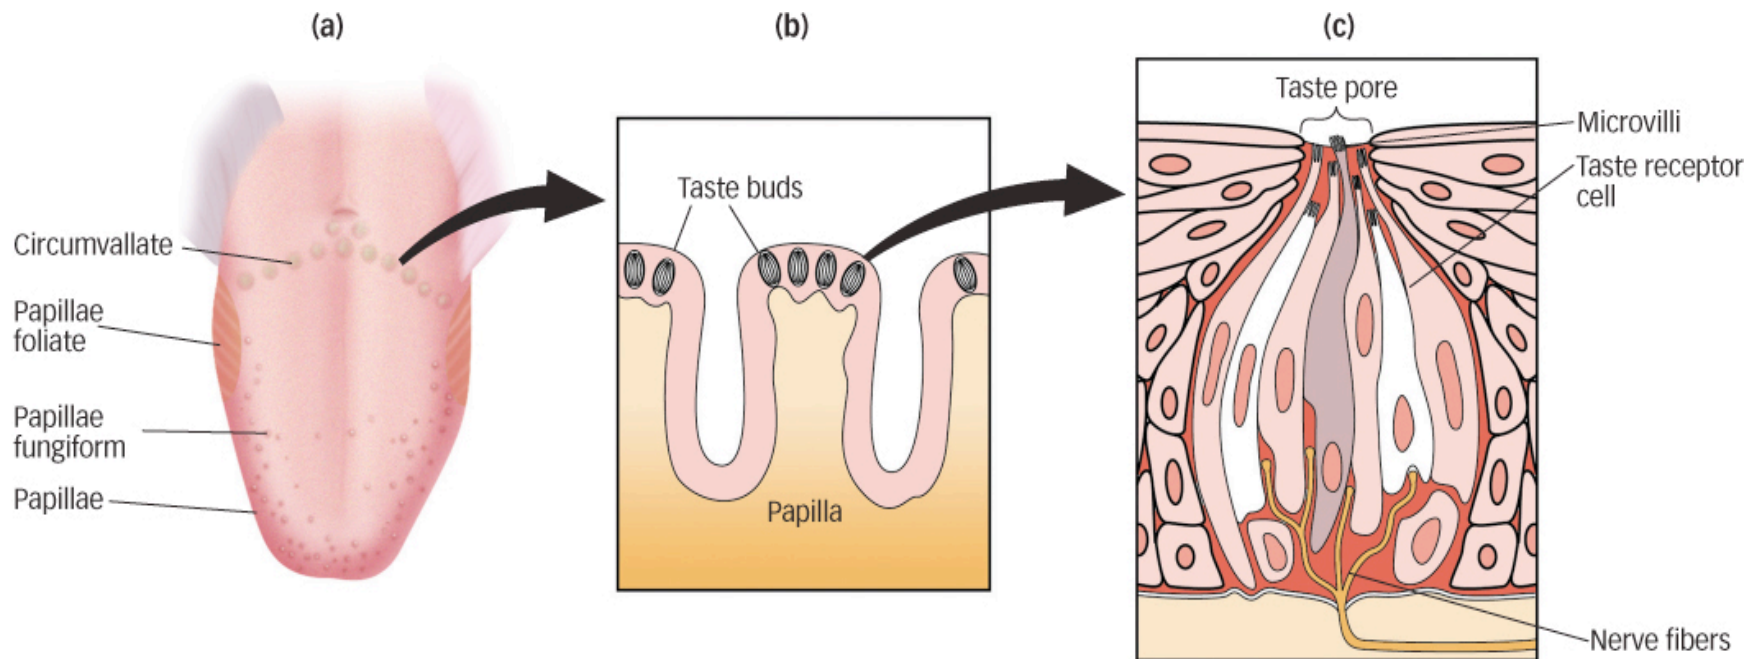 (a)
Circumvallate
Papillae
foliate
Papillae
fungiform
Papillae
(b)
Taste buds
Papilla
(c)
Taste pore
Microvilli
Taste receptor
cell
Nerve fibers